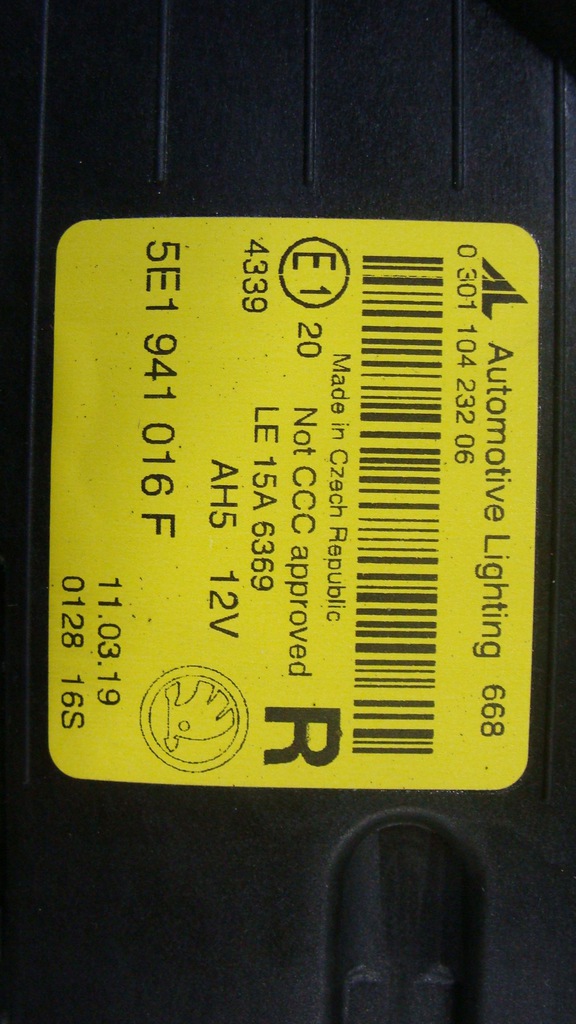 Automotive Lighting 668
0 301 104 232 06
Made in Czech Republic
E1 20 Not CCC approved R
4339 LE 15A 6369
AH5 12V
5E1 941 016 F
11.03.19
0128 16S